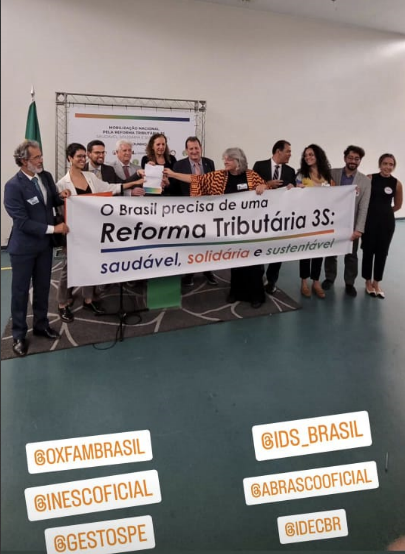 MOBILIZAÇÃO NACIONAL
PELA REFORMA TRIBUTÁRIA 3S
O Brasil precisa de uma
Reforma Tributária 3S:
saudável, solidária e sustentável
@OXFAMBRASIL
@IDS_BRASIL
@INESCOFICIAL
@ABRASCOOFICIAL
@GESTOSPE
@IDECBR